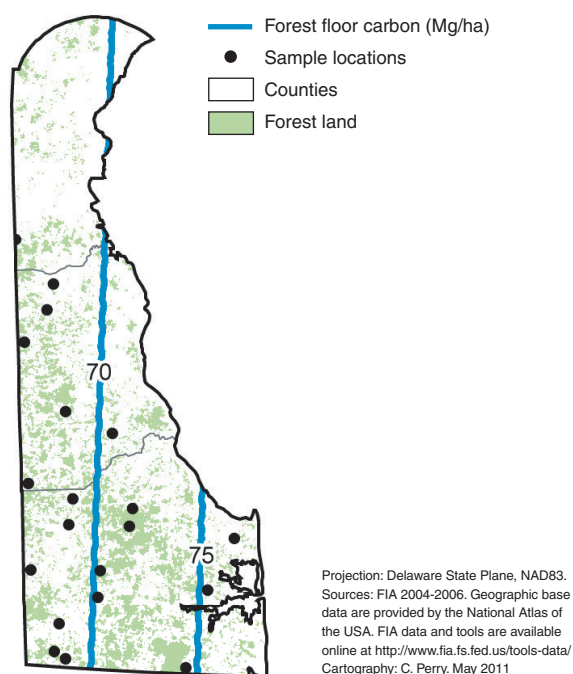 Forest floor carbon (Mg/ha)
Sample locations
Counties
Forest land
70
75
Projection: Delaware State Plane, NAD83.
Sources: FIA 2004-2006. Geographic base
data are provided by the National Atlas of
the USA. FIA data and tools are available
online at http://www.fia.fs.fed.us/tools-data/
Cartography: C. Perry. May 2011